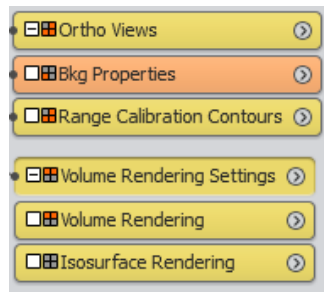 Ortho Views
Bkg Properties
Range Calibration Contours
Volume Rendering Settings
Volume Rendering
Isosurface Rendering